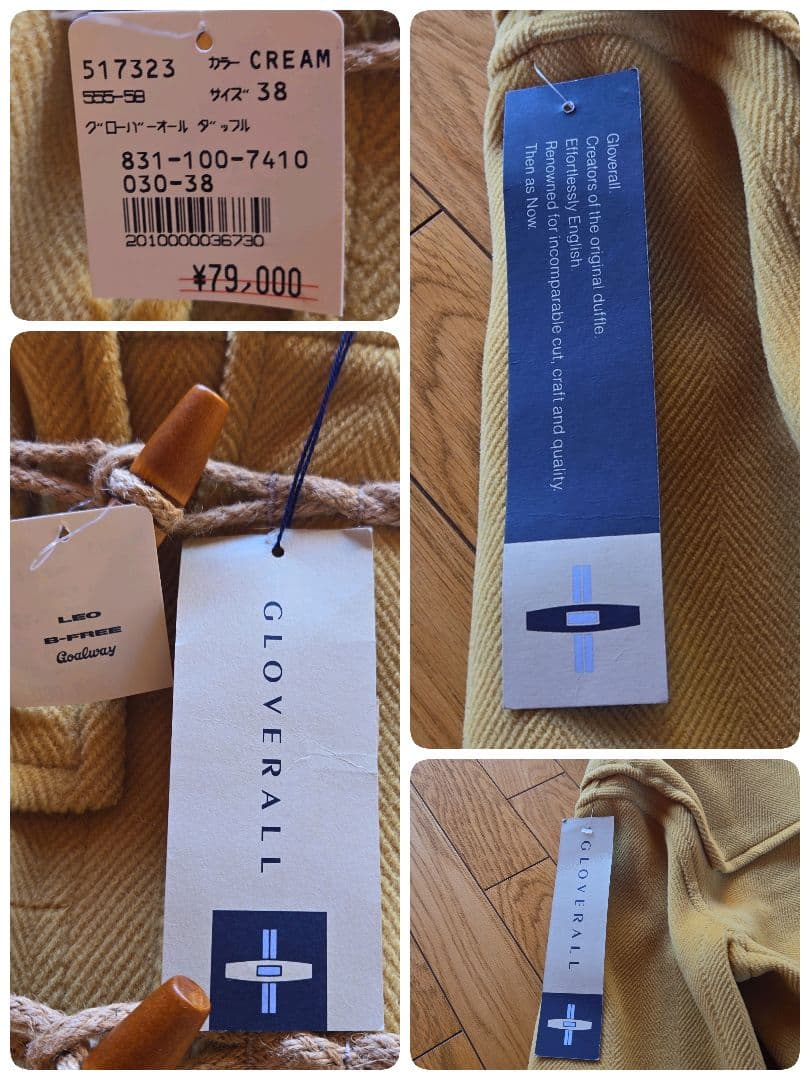 517323 カラー CREAM
555-58 サイズ 38
グローバーオール ダッフル
831-100-7410
030-38
2010000036730
¥79,000
Gloverall.
Creators of the original duffle.
Effortlessly English.
Renowned for incomparable cut, craft and quality.
Then as Now.
LEO
B-FREE
Goalway
GLOVERALL
GLOVERALL